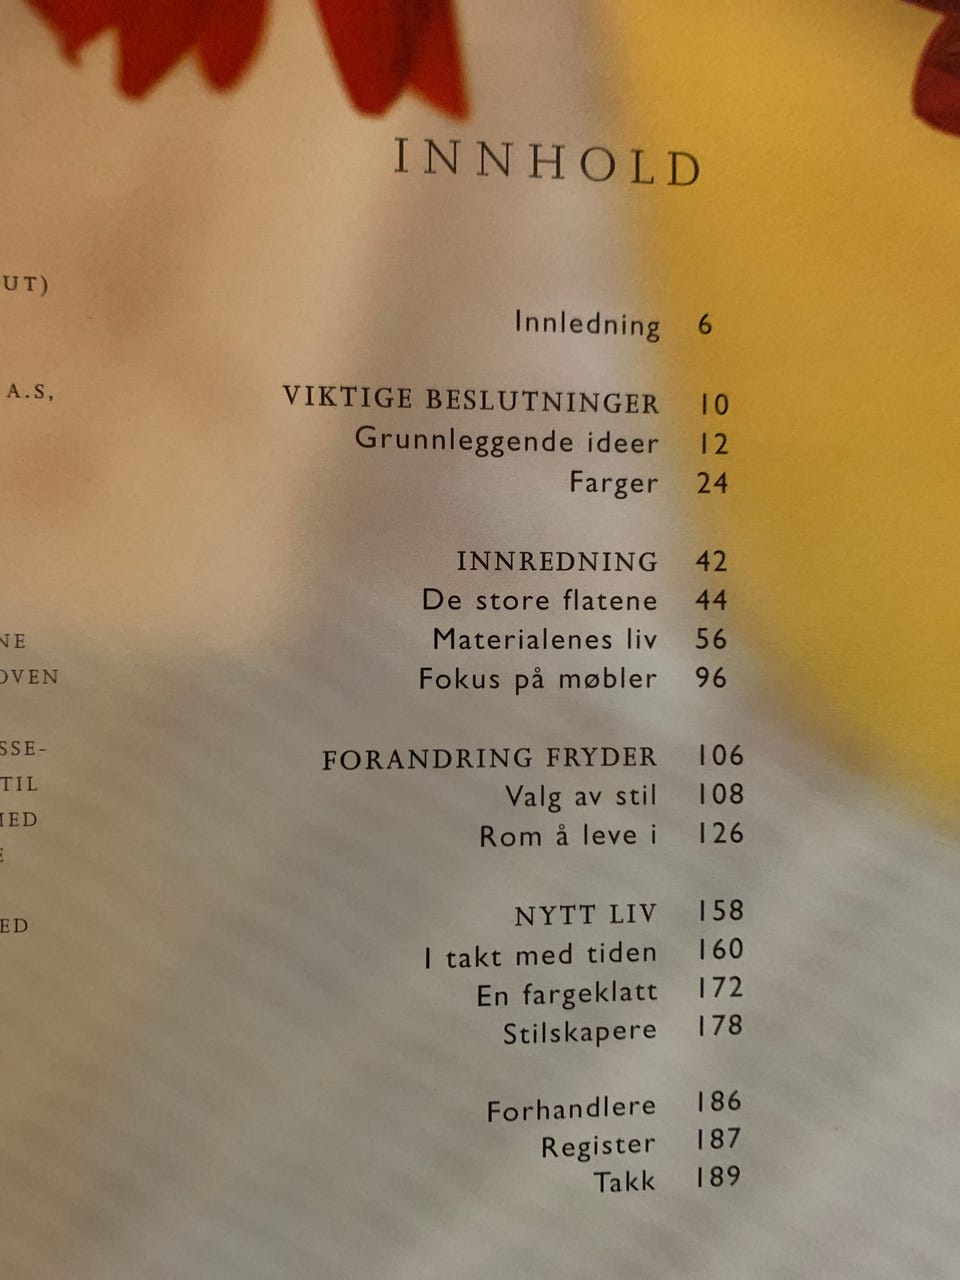 INNHOLD
UT)
A.S,
NE
OVEN
SSE-
TIL
MED
E
ED
Innledning 6
VIKTIGE BESLUTNINGER 10
Grunnleggende ideer 12
Farger 24
INNREDNING 42
De store flatene 44
Materialenes liv 56
Fokus på møbler 96
FORANDRING FRYDER 106
Valg av stil 108
Rom å leve i 126
NYTT LIV 158
I takt med tiden 160
En fargeklatt 172
Stilskapere 178
Forhandlere 186
Register 187
Takk 189